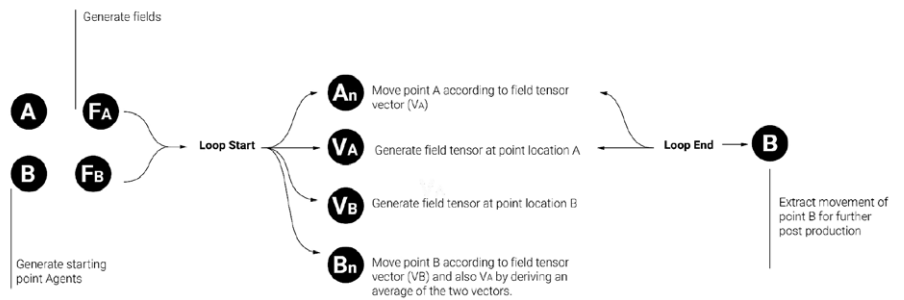 Generate fields
A
FA
B
FB
Generate starting
point Agents
Loop Start
An
Move point A according to field tensor
vector (VA)
VA
Generate field tensor at point location A
VB
Generate field tensor at point location B
Bn
Move point B according to field tensor
vector (VB) and also VA by deriving an
average of the two vectors.
Loop End
B
Extract movement of
point B for further
post production